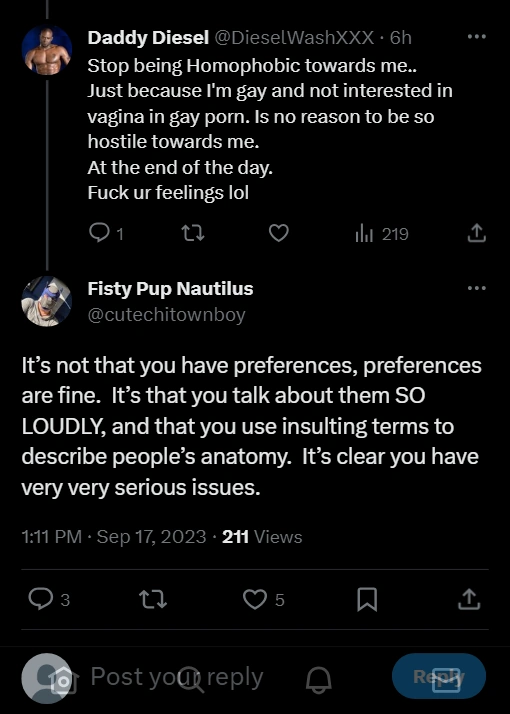 Daddy Diesel @DieselWashXXX · 6h
Stop being Homophobic towards me..
Just because I'm gay and not interested in
vagina in gay porn. Is no reason to be so
hostile towards me.
At the end of the day.
Fuck ur feelings lol
1 219
Fisty Pup Nautilus
@cutechitownboy
It’s not that you have preferences, preferences
are fine.  It’s that you talk about them SO
LOUDLY, and that you use insulting terms to
describe people’s anatomy.  It’s clear you have
very very serious issues.
1:11 PM · Sep 17, 2023 · 211 Views
3 5
Post your reply Reply